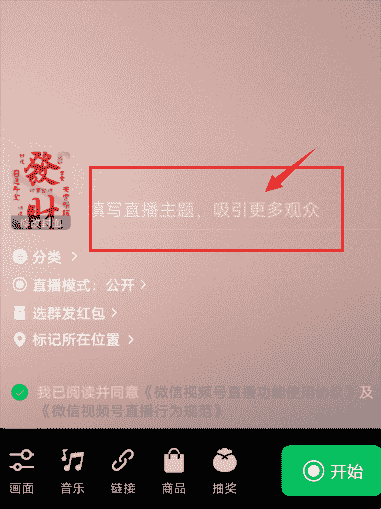 發
财
填写直播主题，吸引更多观众
分类
直播模式：公开
选群发红包
标记所在位置
我已阅读并同意《微信视频号直播功能使用协议》及
《微信视频号直播行为规范》
画面
音乐
链接
商品
抽奖
开始